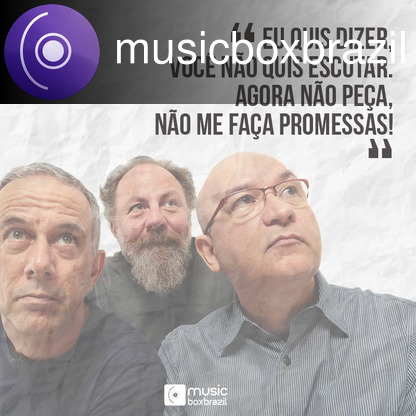 musicboxbrazil
“EU QUIS DIZER,
VOCÊ NÃO QUIS ESCUTAR.
AGORA NÃO PEÇA,
NÃO ME FAÇA PROMESSAS!
”
music
boxbrazil